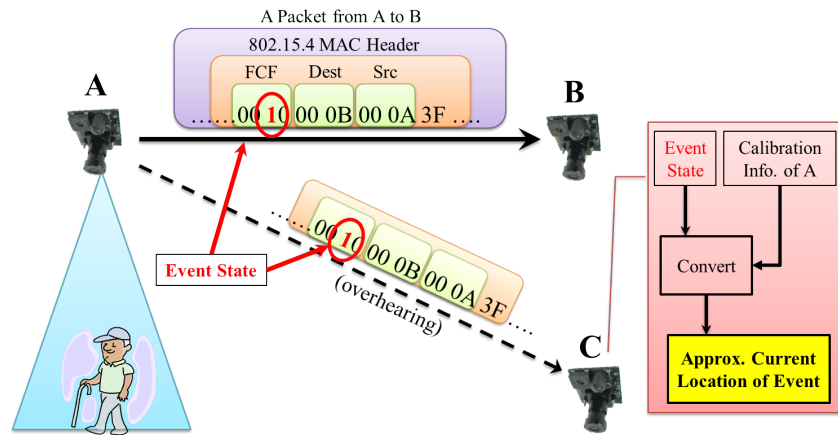 A Packet from A to B
802.15.4 MAC Header
FCF Dest Src
......00 10 00 0B 00 0A 3F ....
A
B
Event State
......00 10 00 0B 00 0A 3F ....
(overhearing)
C
Event
State
Calibration
Info. of A
Convert
Approx. Current
Location of Event